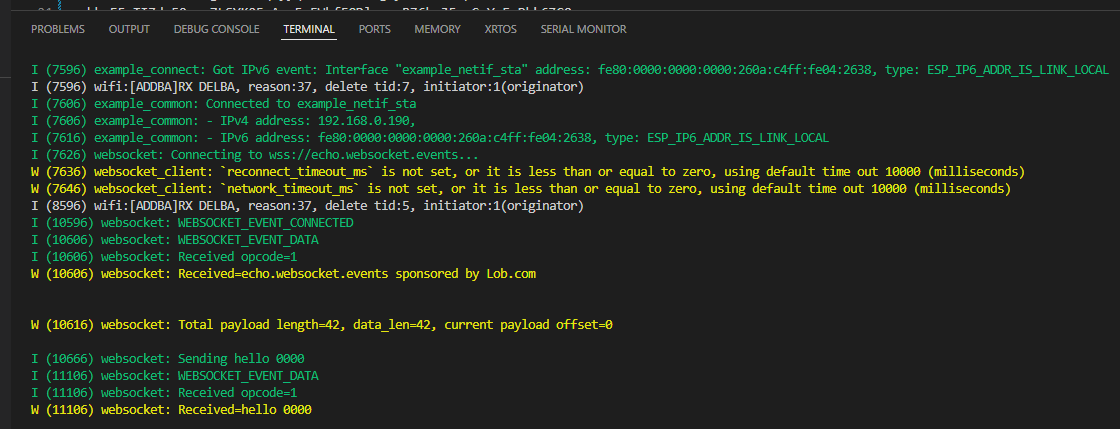 PROBLEMS OUTPUT DEBUG CONSOLE TERMINAL PORTS MEMORY XRTOS SERIAL MONITOR
I (7596) example_connect: Got IPv6 event: Interface "example_netif_sta" address: fe80:0000:0000:0000:260a:c4ff:fe04:2638, type: ESP_IP6_ADDR_IS_LINK_LOCAL
I (7596) wifi:[ADDBA]RX DELBA, reason:37, delete tid:7, initiator:1(originator)
I (7606) example_common: Connected to example_netif_sta
I (7606) example_common: - IPv4 address: 192.168.0.190,
I (7616) example_common: - IPv6 address: fe80:0000:0000:0000:260a:c4ff:fe04:2638, type: ESP_IP6_ADDR_IS_LINK_LOCAL
I (7626) websocket: Connecting to wss://echo.websocket.events...
W (7636) websocket_client: `reconnect_timeout_ms` is not set, or it is less than or equal to zero, using default time out 10000 (milliseconds)
W (7646) websocket_client: `network_timeout_ms` is not set, or it is less than or equal to zero, using default time out 10000 (milliseconds)
I (8596) wifi:[ADDBA]RX DELBA, reason:37, delete tid:5, initiator:1(originator)
I (10596) websocket: WEBSOCKET_EVENT_CONNECTED
I (10606) websocket: WEBSOCKET_EVENT_DATA
I (10606) websocket: Received opcode=1
W (10606) websocket: Received=echo.websocket.events sponsored by Lob.com
W (10616) websocket: Total payload length=42, data_len=42, current payload offset=0
I (10666) websocket: Sending hello 0000
I (11106) websocket: WEBSOCKET_EVENT_DATA
I (11106) websocket: Received opcode=1
W (11106) websocket: Received=hello 0000